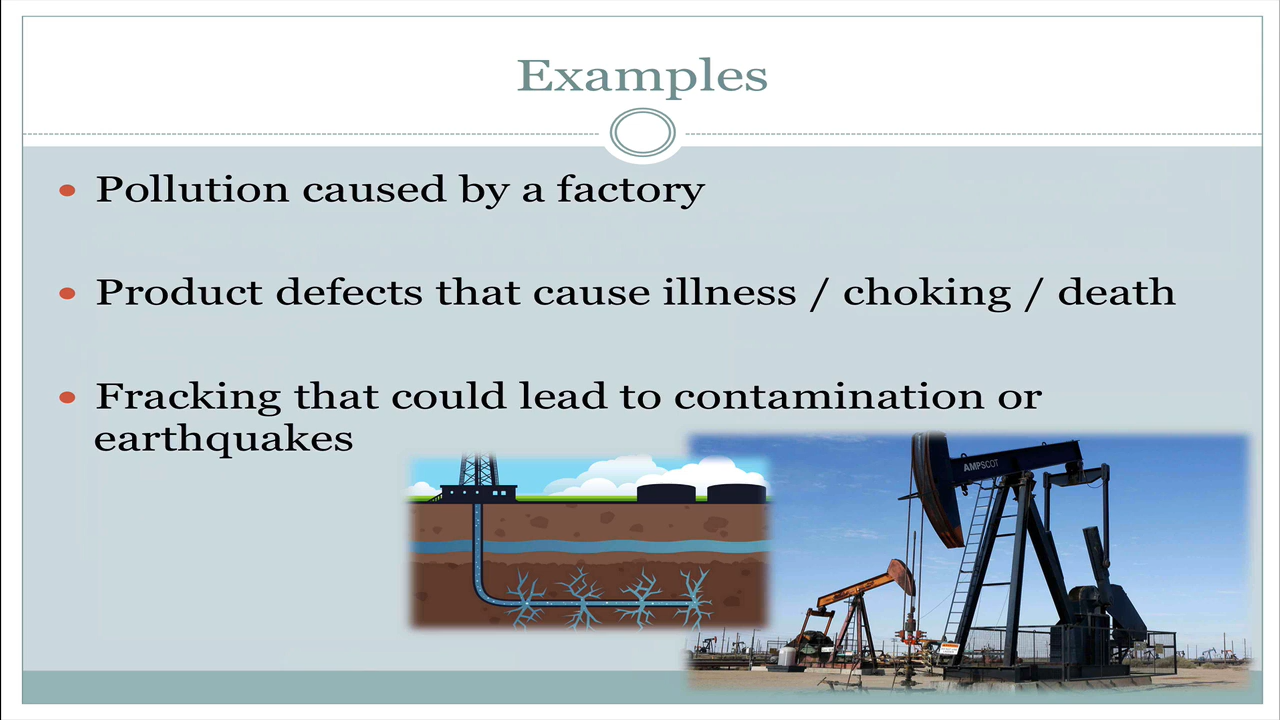 Examples
• Pollution caused by a factory
• Product defects that cause illness / choking / death
• Fracking that could lead to contamination or
earthquakes
AMPSCOT